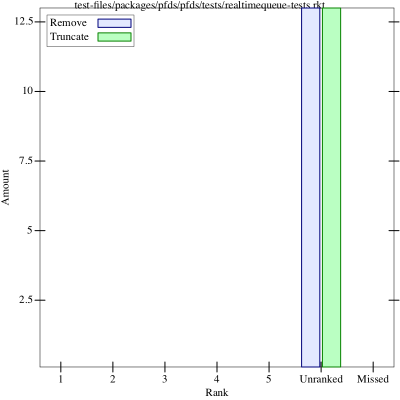 test-files/packages/pfds/pfds/tests/realtimequeue-tests.rkt
Remove
Truncate
12.5
10
7.5
5
2.5
Amount
1 2 3 4 5 Unranked Missed
Rank